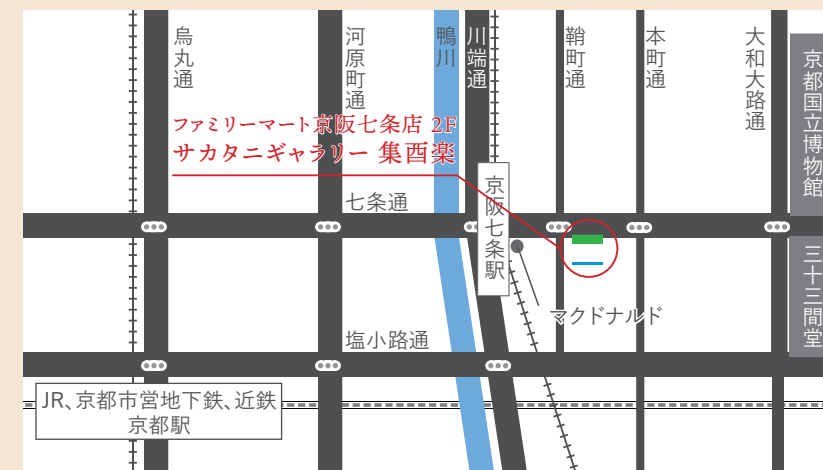 烏丸通
河原町通
鴨川
川端通
鞘町通
本町通
大和大路通
京都国立博物館
ファミリーマート京阪七条店 2F
サカタニギャラリー 集酉楽
七条通
京阪七条駅
三十三間堂
マクドナルド
塩小路通
JR、京都市営地下鉄、近鉄
京都駅